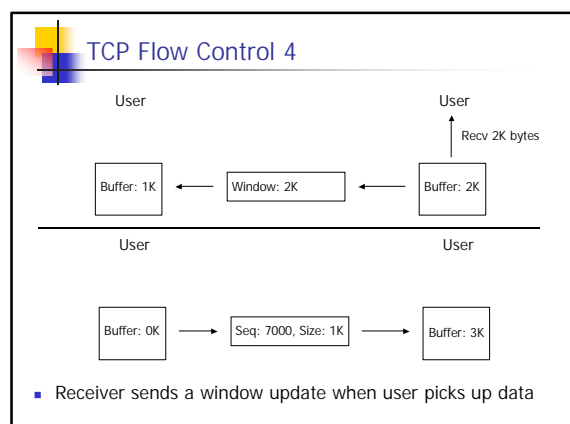 TCP Flow Control 4
User User
Recv 2K bytes
Buffer: 1K Window: 2K Buffer: 2K
User User
Buffer: 0K Seq: 7000, Size: 1K Buffer: 3K
Receiver sends a window update when user picks up data